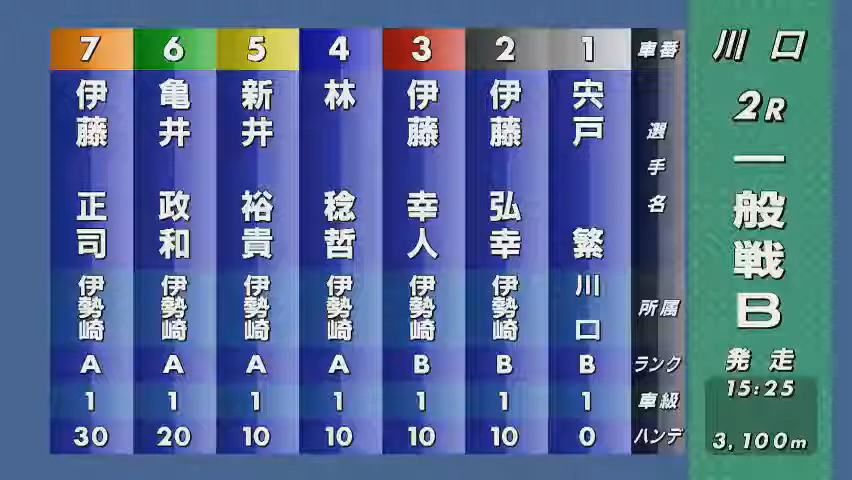 川口
2R
一般戦B
発走
15:25
3,100m
車番 選手名 所属 ランク 車級 ハンデ
1 宍戸 繁 川口 B 1 0
2 伊藤 弘幸 伊勢崎 B 1 10
3 伊藤 幸人 伊勢崎 B 1 10
4 林 稔哲 伊勢崎 A 1 10
5 新井 裕貴 伊勢崎 A 1 10
6 亀井 政和 伊勢崎 A 1 20
7 伊藤 正司 伊勢崎 A 1 30